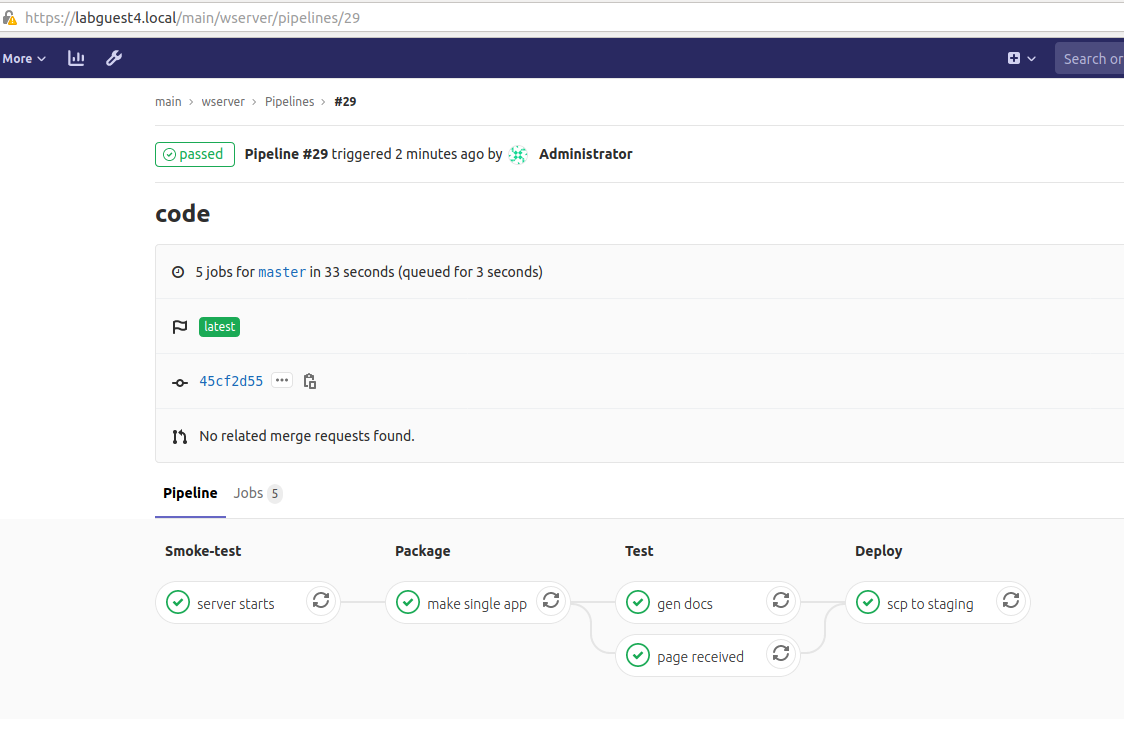 https://labguest4.local/main/wserver/pipelines/29
More
Search or
main › wserver › Pipelines › #29
passed Pipeline #29 triggered 2 minutes ago by Administrator
code
5 jobs for master in 33 seconds (queued for 3 seconds)
latest
45cf2d55 ...
No related merge requests found.
Pipeline Jobs 5
Smoke-test Package Test Deploy
server starts make single app gen docs scp to staging
page received